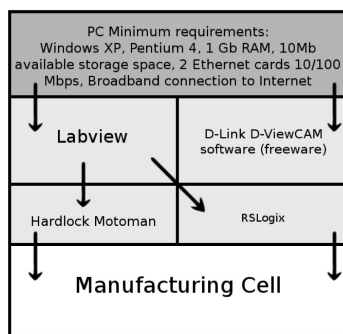 PC Minimum requirements:
Windows XP, Pentium 4, 1 Gb RAM, 10Mb
available storage space, 2 Ethernet cards 10/100
Mbps, Broadband connection to Internet
Labview
D-Link D-ViewCAM
software (freeware)
Hardlock Motoman
RSLogix
Manufacturing Cell